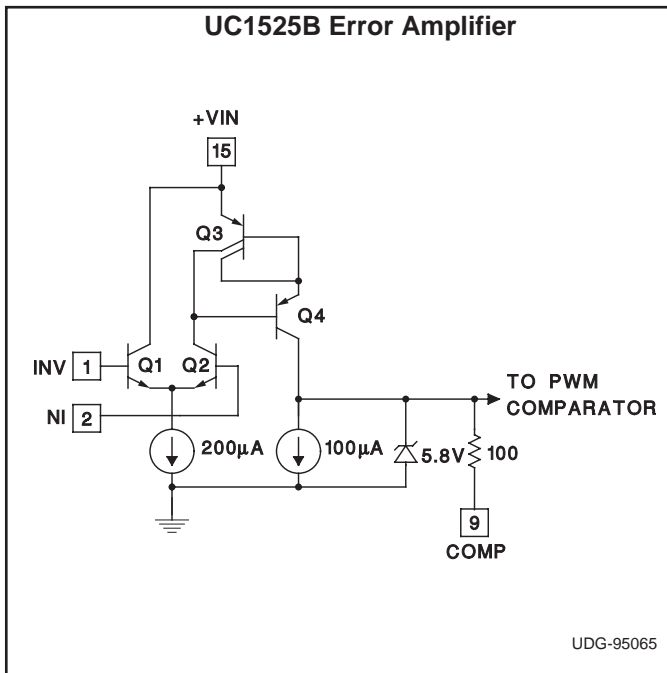 UC1525B Error Amplifier
+VIN
15
Q3
Q4
INV 1 Q1 Q2
NI 2
TO PWM
COMPARATOR
200µA 100µA 5.8V 100
9
COMP
UDG-95065